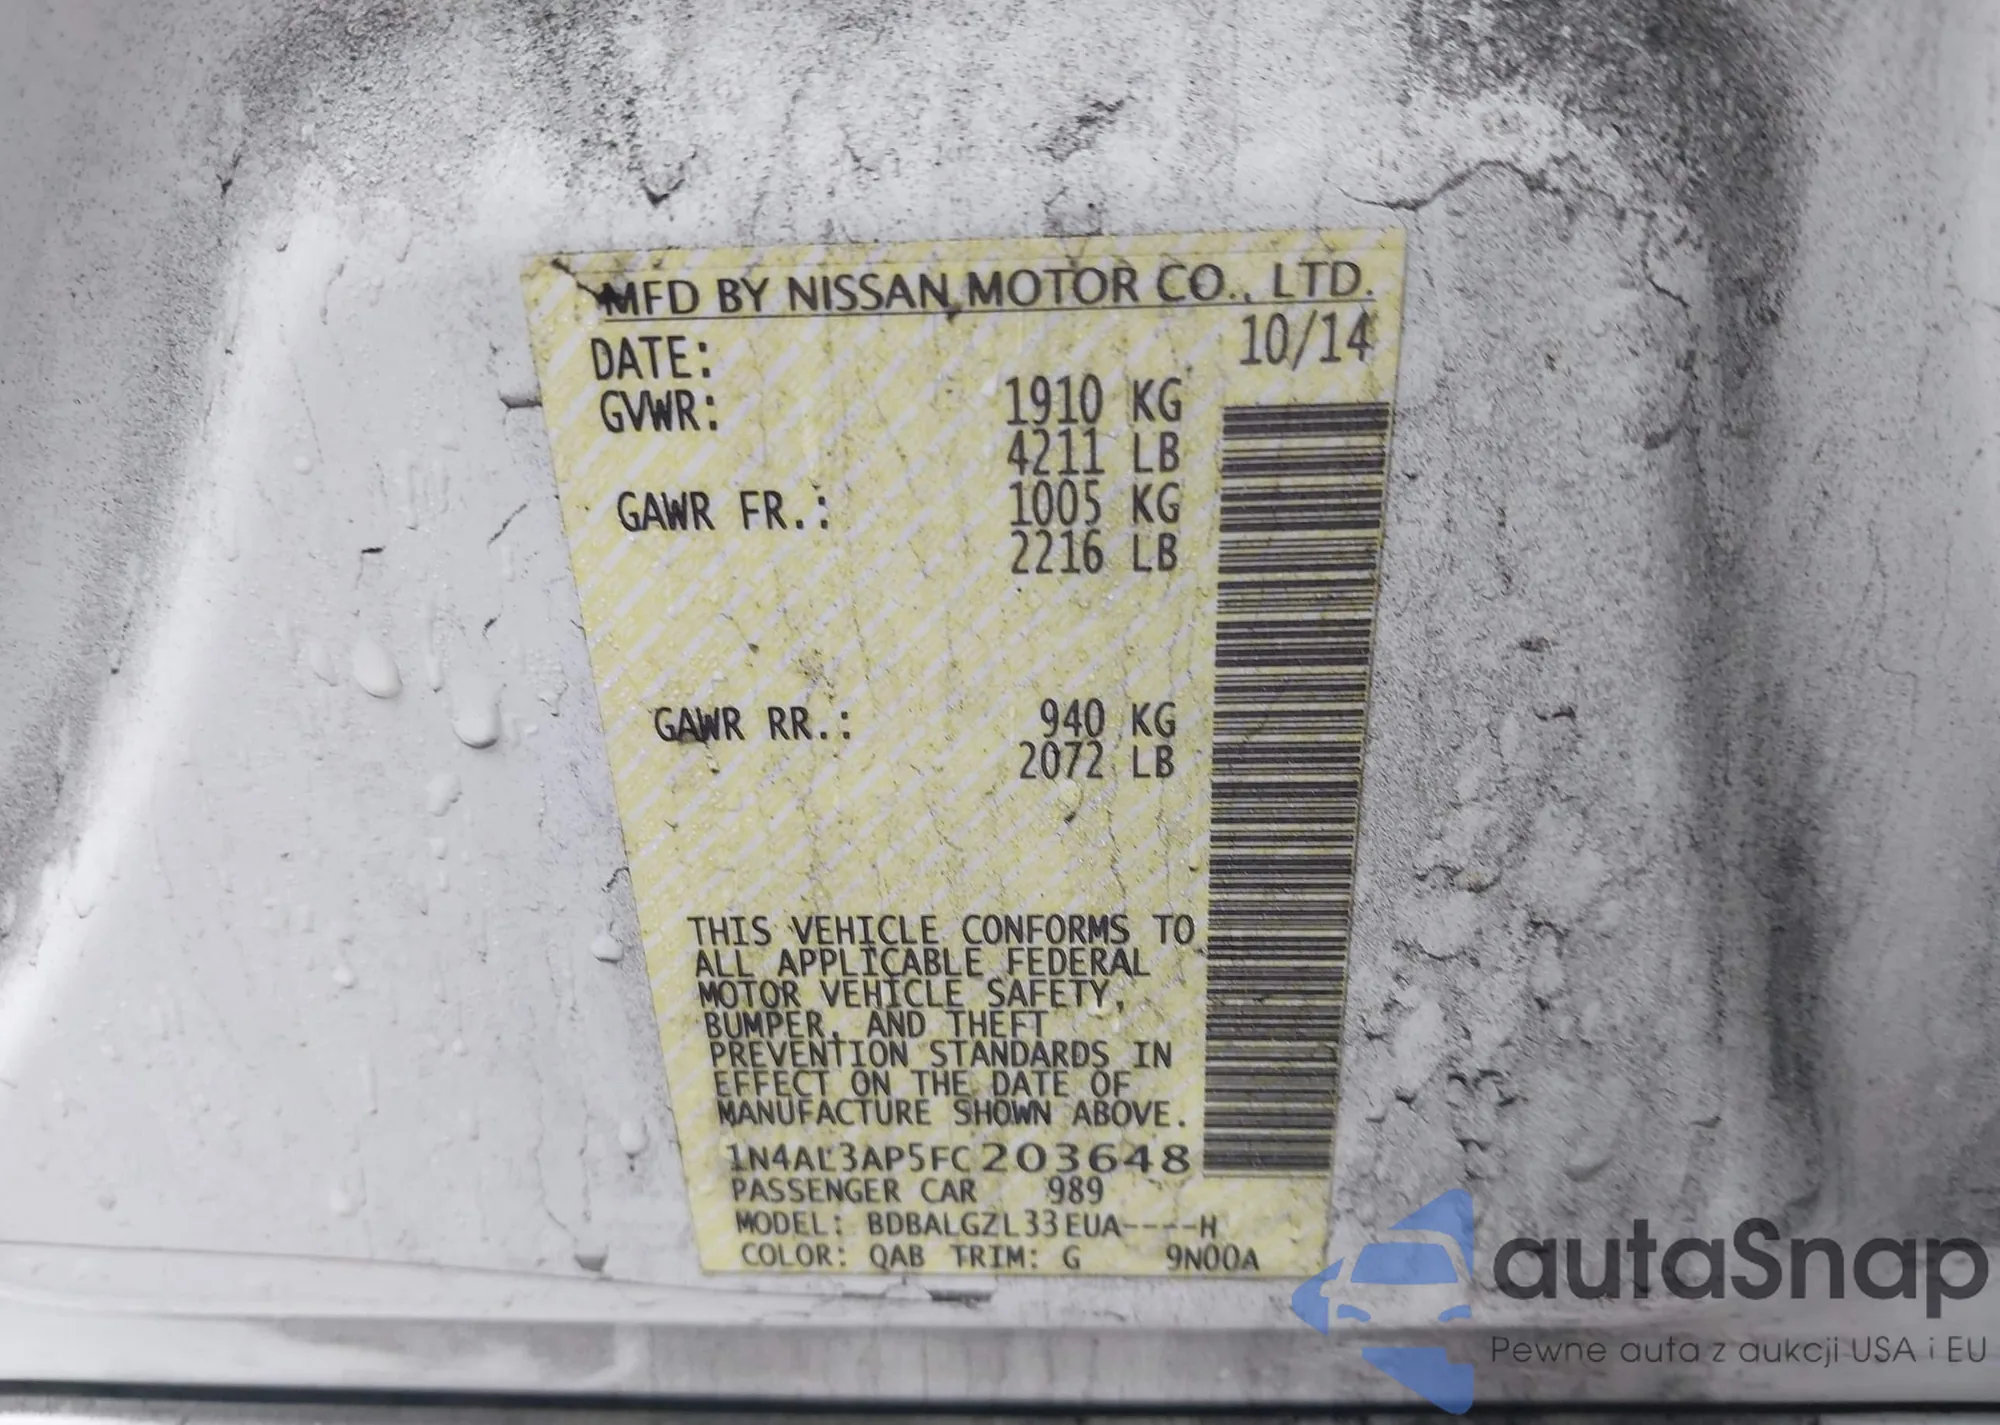 MFD BY NISSAN MOTOR CO., LTD.
DATE: 10/14
GVWR: 1910 KG
4211 LB
GAWR FR.: 1005 KG
2216 LB
GAWR RR.: 940 KG
2072 LB
THIS VEHICLE CONFORMS TO
ALL APPLICABLE FEDERAL
MOTOR VEHICLE SAFETY,
BUMPER, AND THEFT
PREVENTION STANDARDS IN
EFFECT ON THE DATE OF
MANUFACTURE SHOWN ABOVE.
1N4AL3AP5FC203648
PASSENGER CAR 989
MODEL: BDBALGZL33EUA----H
COLOR: QAB TRIM: G 9N00A
autaSnap
Pewne auta z aukcji USA i EU